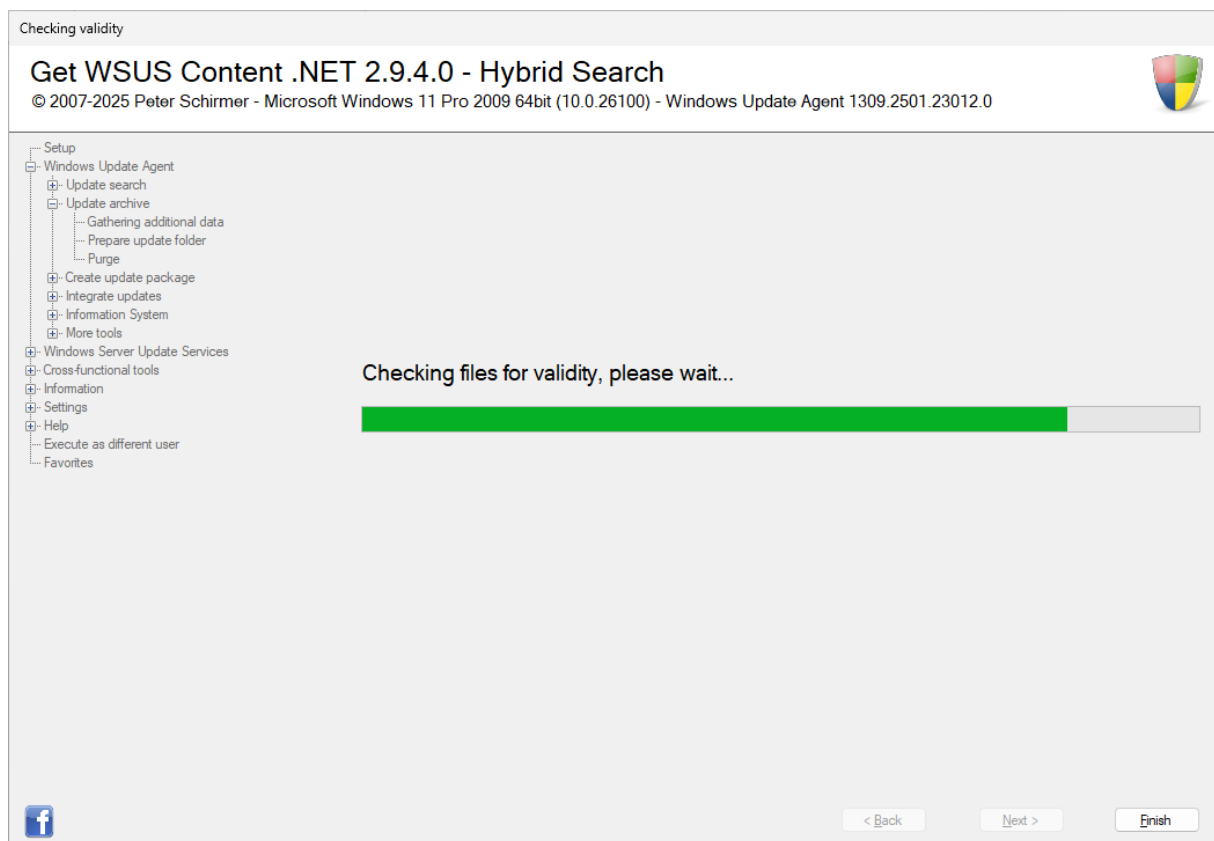 Checking validity
Get WSUS Content .NET 2.9.4.0 - Hybrid Search
© 2007-2025 Peter Schirmer - Microsoft Windows 11 Pro 2009 64bit (10.0.26100) - Windows Update Agent 1309.2501.23012.0
Setup
Windows Update Agent
Update search
Update archive
Gathering additional data
Prepare update folder
Purge
Create update package
Integrate updates
Information System
More tools
Windows Server Update Services
Cross-functional tools
Information
Settings
Help
Execute as different user
Favorites
Checking files for validity, please wait...
f
< Back
Next >
Finish